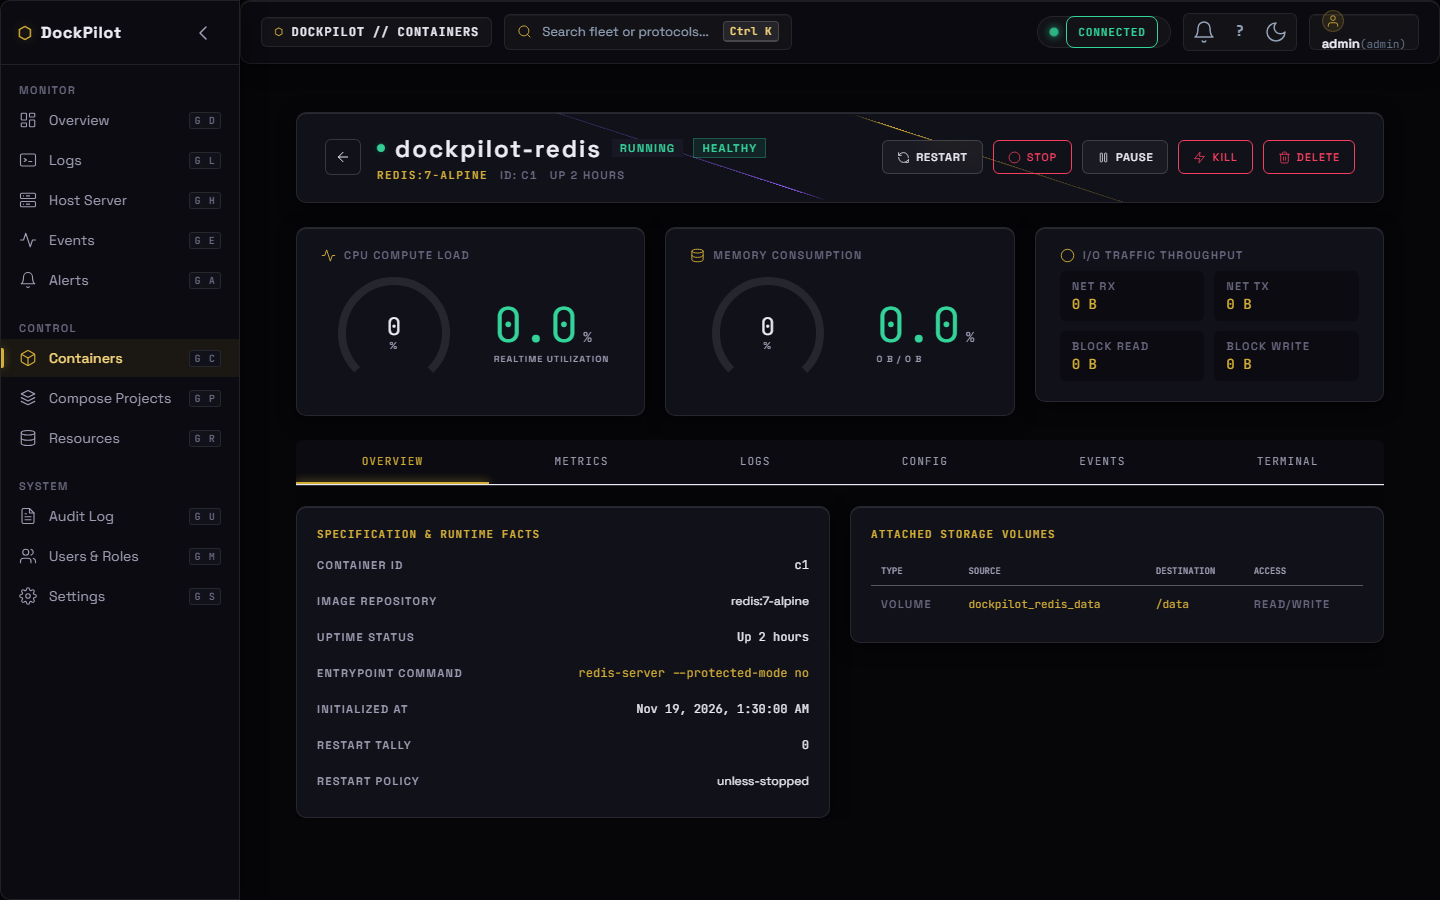 DockPilot
MONITOR
Overview G D
Logs G L
Host Server G H
Events G E
Alerts G A
CONTROL
Containers G C
Compose Projects G P
Resources G R
SYSTEM
Audit Log G U
Users & Roles G M
Settings G S
DOCKPILOT // CONTAINERS
Search fleet or protocols... Ctrl K
CONNECTED
?
admin(admin)
dockpilot-redis RUNNING HEALTHY
REDIS:7-ALPINE ID: C1 UP 2 HOURS
RESTART STOP PAUSE KILL DELETE
CPU COMPUTE LOAD
0
%
0.0 %
REALTIME UTILIZATION
MEMORY CONSUMPTION
0
%
0.0 %
0 B / 0 B
I/O TRAFFIC THROUGHPUT
NET RX
0 B
NET TX
0 B
BLOCK READ
0 B
BLOCK WRITE
0 B
OVERVIEW METRICS LOGS CONFIG EVENTS TERMINAL
SPECIFICATION & RUNTIME FACTS
CONTAINER ID c1
IMAGE REPOSITORY redis:7-alpine
UPTIME STATUS Up 2 hours
ENTRYPOINT COMMAND redis-server --protected-mode no
INITIALIZED AT Nov 19, 2026, 1:30:00 AM
RESTART TALLY 0
RESTART POLICY unless-stopped
ATTACHED STORAGE VOLUMES
TYPE SOURCE DESTINATION ACCESS
VOLUME dockpilot_redis_data /data READ/WRITE